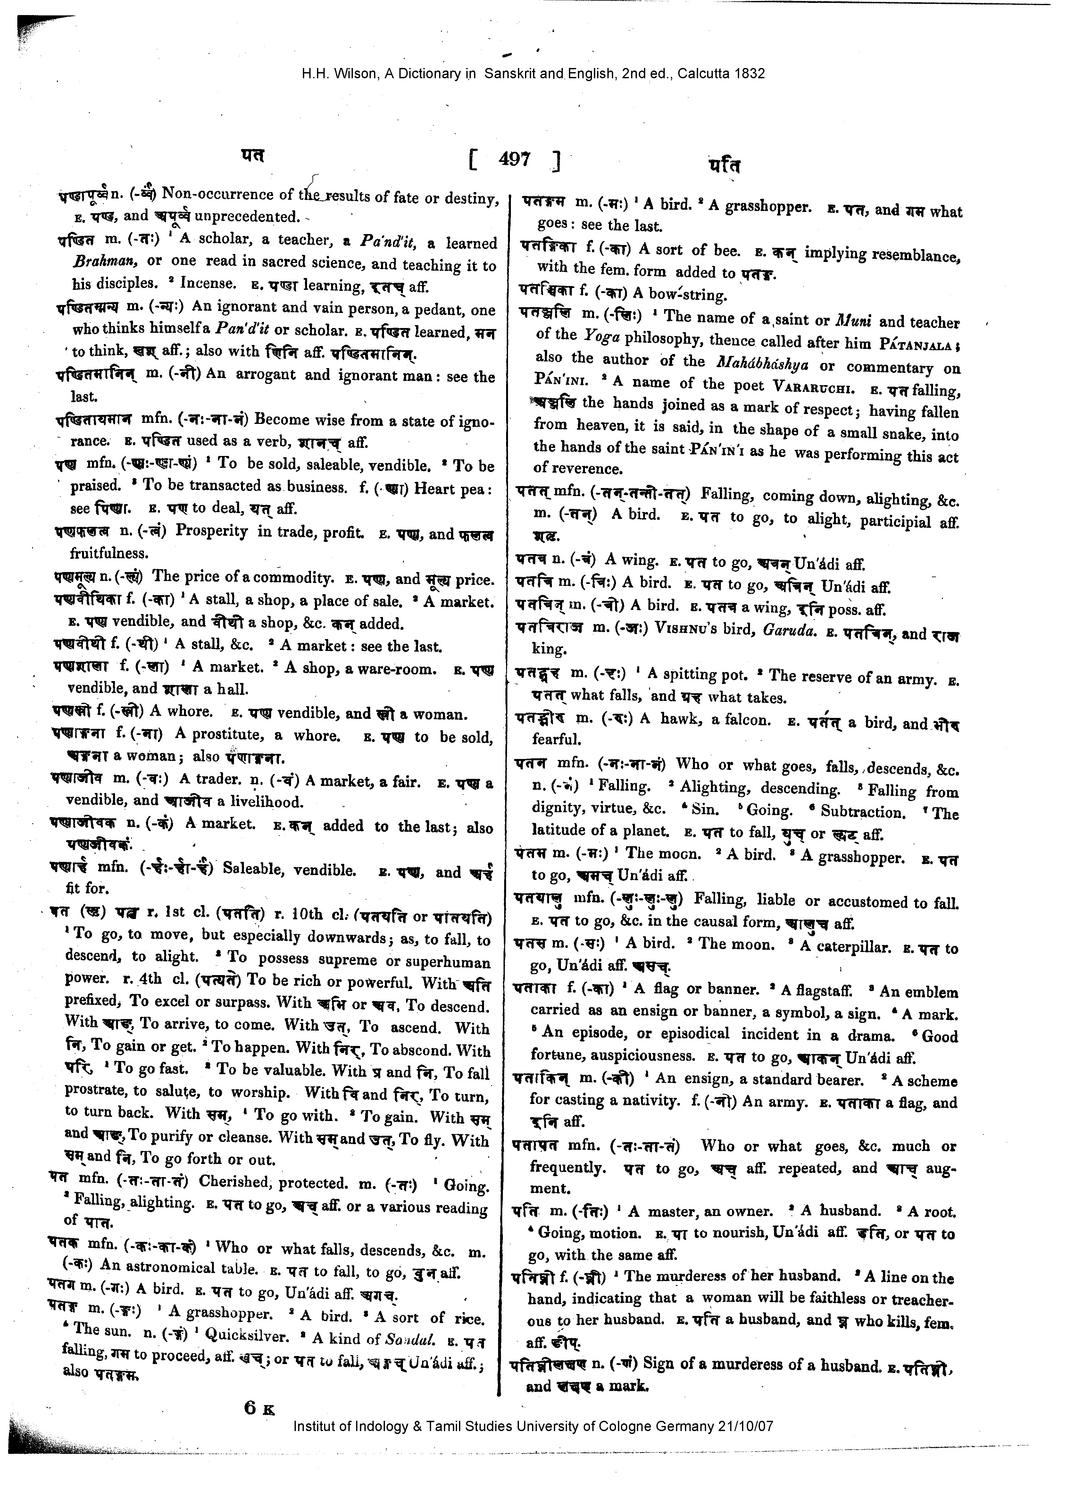 H.H. Wilson, A Dictionary in Sanskrit and English, 2nd ed., Calcutta 1832
पत
[ 497 ]
पति
पण्डापूर्व्व n. (-र्व्वं) Non-occurrence of the results of fate or destiny,
E. पण्ड, and अपूर्व्व unprecedented.
पण्डित m. (-तः) ¹ A scholar, a teacher, a Pa'nd'it, a learned
Brahman, or one read in sacred science, and teaching it to
his disciples. ² Incense. E. पण्डा learning, इतच् aff.
पण्डितम्मन्य m. (-न्यः) An ignorant and vain person, a pedant, one
who thinks himself a Pan'd'it or scholar. E. पण्डित learned, मन
to think, खश् aff.; also with णिनि aff. पण्डितमानिन्.
पण्डितमानिन् m. (-नी) An arrogant and ignorant man: see the
last.
पण्डितायमान mfn. (-नः-ना-नं) Become wise from a state of igno-
rance. E. पण्डित used as a verb, शानच् aff.
पण्य mfn. (-ण्यः-ण्या-ण्यं) ¹ To be sold, saleable, vendible. ² To be
praised. ³ To be transacted as business. f. (-ण्या) Heart pea:
see पिण्या. E. पण to deal, यत् aff.
पण्यफलत्व n. (-त्वं) Prosperity in trade, profit. E. पण्य, and फलत्व
fruitfulness.
पण्यमूल्य n. (-ल्यं) The price of a commodity. E. पण्य, and मूल्य price.
पण्यवीथिका f. (-का) ¹ A stall, a shop, a place of sale. ² A market.
E. पण्य vendible, and वीथी a shop, &c. कन् added.
पण्यवीथी f. (-थी) ¹ A stall, &c. ² A market: see the last.
पण्यशाला f. (-ला) ¹ A market. ² A shop, a ware-room. E. पण्य
vendible, and शाला a hall.
पण्यस्त्री f. (-स्त्री) A whore. E. पण्य vendible, and स्त्री a woman.
पण्याङ्गना f. (-ना) A prostitute, a whore. E. पण्य to be sold,
अङ्गना a woman; also पणाङ्गना.
पण्याजीव m. (-वः) A trader. n. (-वं) A market, a fair. E. पण्य a
vendible, and आजीव a livelihood.
पण्याजीवक n. (-कं) A market. E. कन् added to the last; also
पण्यजीवकं.
पण्यार्ह mfn. (-र्हः-र्हा-र्हं) Saleable, vendible. E. पण्य, and अर्ह
fit for.
पत (ऌ) पतॢ r. 1st cl. (पतति) r. 10th cl. (पतयति or पातयति)
¹ To go, to move, but especially downwards; as, to fall, to
descend, to alight. ² To possess supreme or superhuman
power. r. 4th cl. (पत्यते) To be rich or powerful. With अति
prefixed, To excel or surpass. With अभि or अव, To descend.
With आङ्, To arrive, to come. With उत्, To ascend. With
नि, To gain or get. ² To happen. With निर्, To abscond. With
परि, ¹ To go fast. ² To be valuable. With प्र and नि, To fall
prostrate, to salute, to worship. With वि and निर्, To turn,
to turn back. With सम्, ¹ To go with. ² To gain. With सम्
and आङ्, To purify or cleanse. With सम् and उत्, To fly. With
सम् and नि, To go forth or out.
पत mfn. (-तः-ता-तं) Cherished, protected. m. (-तः) ¹ Going.
² Falling, alighting. E. पत to go, अच् aff. or a various reading
of पात.
पतक mfn. (-कः-का-कं) ¹ Who or what falls, descends, &c. m.
(-कः) An astronomical table. E. पत to fall, to go, वुन् aff.
पतग m. (-गः) A bird. E. पत to go, Un'ádi aff. अगच्.
पतङ्ग m. (-ङ्गः) ¹ A grasshopper. ² A bird. ³ A sort of rice.
⁴ The sun. n. (-ङ्गं) ¹ Quicksilver. ² A kind of Sandal. E. पत
falling, गम to proceed, aff. खच्; or पत to fall, अङ्गच् Un'ádi aff.;
also पतङ्गम.
6 K
पतङ्गम m. (-मः) ¹ A bird. ² A grasshopper. E. पत, and गम what
goes: see the last.
पतङ्गिका f. (-का) A sort of bee. E. कन् implying resemblance,
with the fem. form added to पतङ्ग.
पतञ्चिका f. (-का) A bow-string.
पतञ्जलि m. (-लिः) ¹ The name of a saint or Muni and teacher
of the Yoga philosophy, thence called after him PÁTANJALA;
also the author of the Mahábháshya or commentary on
PÁN'INI. ² A name of the poet VARARUCHI. E. पत falling,
अञ्जलि the hands joined as a mark of respect; having fallen
from heaven, it is said, in the shape of a small snake, into
the hands of the saint PÁN'IN'I as he was performing this act
of reverence.
पतत् mfn. (-तन्-तन्ती-तत्) Falling, coming down, alighting, &c.
m. (-तन्) A bird. E. पत to go, to alight, participial aff.
शतृ.
पतत्र n. (-त्रं) A wing. E. पत to go, अत्रन् Un'ádi aff.
पतत्रि m. (-त्रिः) A bird. E. पत to go, अत्रिन् Un'ádi aff.
पतत्रिन् m. (-त्री) A bird. E. पतत्र a wing, इनि poss. aff.
पतत्रिराज m. (-जः) VISHNU's bird, Garuda. E. पतत्रिन्, and राज
king.
पतद्ग्रह m. (-हः) ¹ A spitting pot. ² The reserve of an army. E.
पतत् what falls, and ग्रह what takes.
पतद्भीरु m. (-रुः) A hawk, a falcon. E. पतत् a bird, and भीरु
fearful.
पतन mfn. (-नः-ना-नं) Who or what goes, falls, descends, &c.
n. (-नं) ¹ Falling. ² Alighting, descending. ³ Falling from
dignity, virtue, &c. ⁴ Sin. ⁵ Going. ⁶ Subtraction. ⁷ The
latitude of a planet. E. पत to fall, युच् or ल्युट् aff.
पतम m. (-मः) ¹ The moon. ² A bird. ³ A grasshopper. E. पत
to go, अमच् Un'ádi aff.
पतयालु mfn. (-लुः-लुः-लु) Falling, liable or accustomed to fall.
E. पत to go, &c. in the causal form, आलुच् aff.
पतस m. (-सः) ¹ A bird. ² The moon. ³ A caterpillar. E. पत to
go, Un'ádi aff. असच्.
पताका f. (-का) ¹ A flag or banner. ² A flagstaff. ³ An emblem
carried as an ensign or banner, a symbol, a sign. ⁴ A mark.
⁵ An episode, or episodical incident in a drama. ⁶ Good
fortune, auspiciousness. E. पत to go, आकन् Un'ádi aff.
पताकिन् m. (-की) ¹ An ensign, a standard bearer. ² A scheme
for casting a nativity. f. (-नी) An army. E. पताका a flag, and
इनि aff.
पतापत mfn. (-तः-ता-तं) Who or what goes, &c. much or
frequently. पत to go, अच् aff. repeated, and आच् aug-
ment.
पति m. (-तिः) ¹ A master, an owner. ² A husband. ³ A root.
⁴ Going, motion. E. पा to nourish, Un'ádi aff. डति, or पत to
go, with the same aff.
पतिघ्नी f. (-घ्नी) ¹ The murderess of her husband. ² A line on the
hand, indicating that a woman will be faithless or treacher-
ous to her husband. E. पति a husband, and घ्न who kills, fem.
aff. ङीप्.
पतिघ्नीलक्षण n. (-णं) Sign of a murderess of a husband. E. पतिघ्नी,
and लक्षण a mark.
Institut of Indology & Tamil Studies University of Cologne Germany 21/10/07